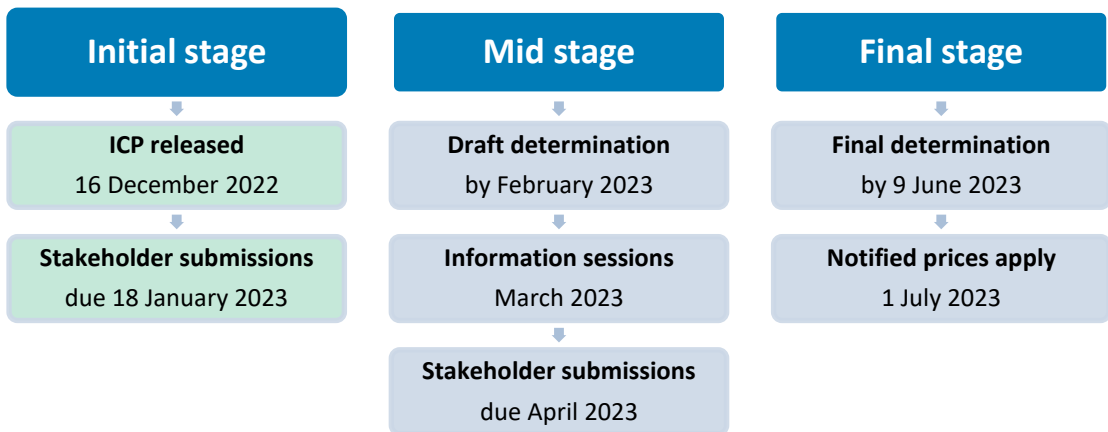 Initial stage
ICP released
16 December 2022
Stakeholder submissions
due 18 January 2023
Mid stage
Draft determination
by February 2023
Information sessions
March 2023
Stakeholder submissions
due April 2023
Final stage
Final determination
by 9 June 2023
Notified prices apply
1 July 2023